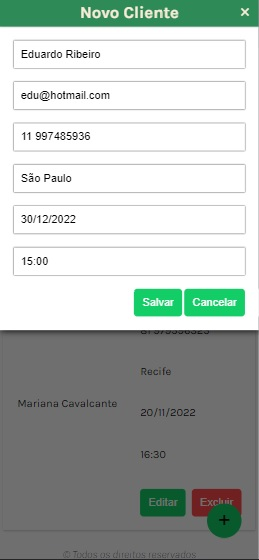 Novo Cliente ×
Eduardo Ribeiro
edu@hotmail.com
11 997485936
São Paulo
30/12/2022
15:00
Salvar Cancelar
Recife
Mariana Cavalcante
20/11/2022
16:30
Editar Excluir
+
© Todos os direitos reservados.